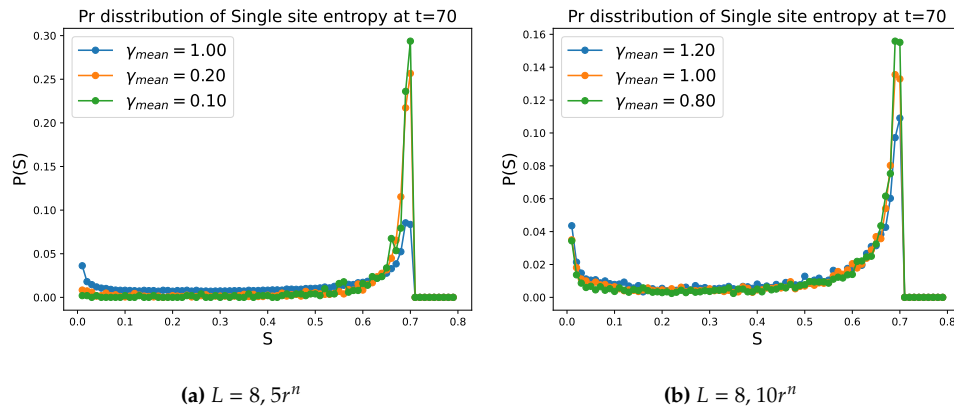 Pr disstribution of Single site entropy at t=70
0.30
0.25
0.20
0.15
0.10
0.05
0.00
P(S)
γmean = 1.00
γmean = 0.20
γmean = 0.10
0.0 0.1 0.2 0.3 0.4 0.5 0.6 0.7 0.8
S
(a) L = 8, 5rⁿ
Pr disstribution of Single site entropy at t=70
0.16
0.14
0.12
0.10
0.08
0.06
0.04
0.02
0.00
P(S)
γmean = 1.20
γmean = 1.00
γmean = 0.80
0.0 0.1 0.2 0.3 0.4 0.5 0.6 0.7 0.8
S
(b) L = 8, 10rⁿ